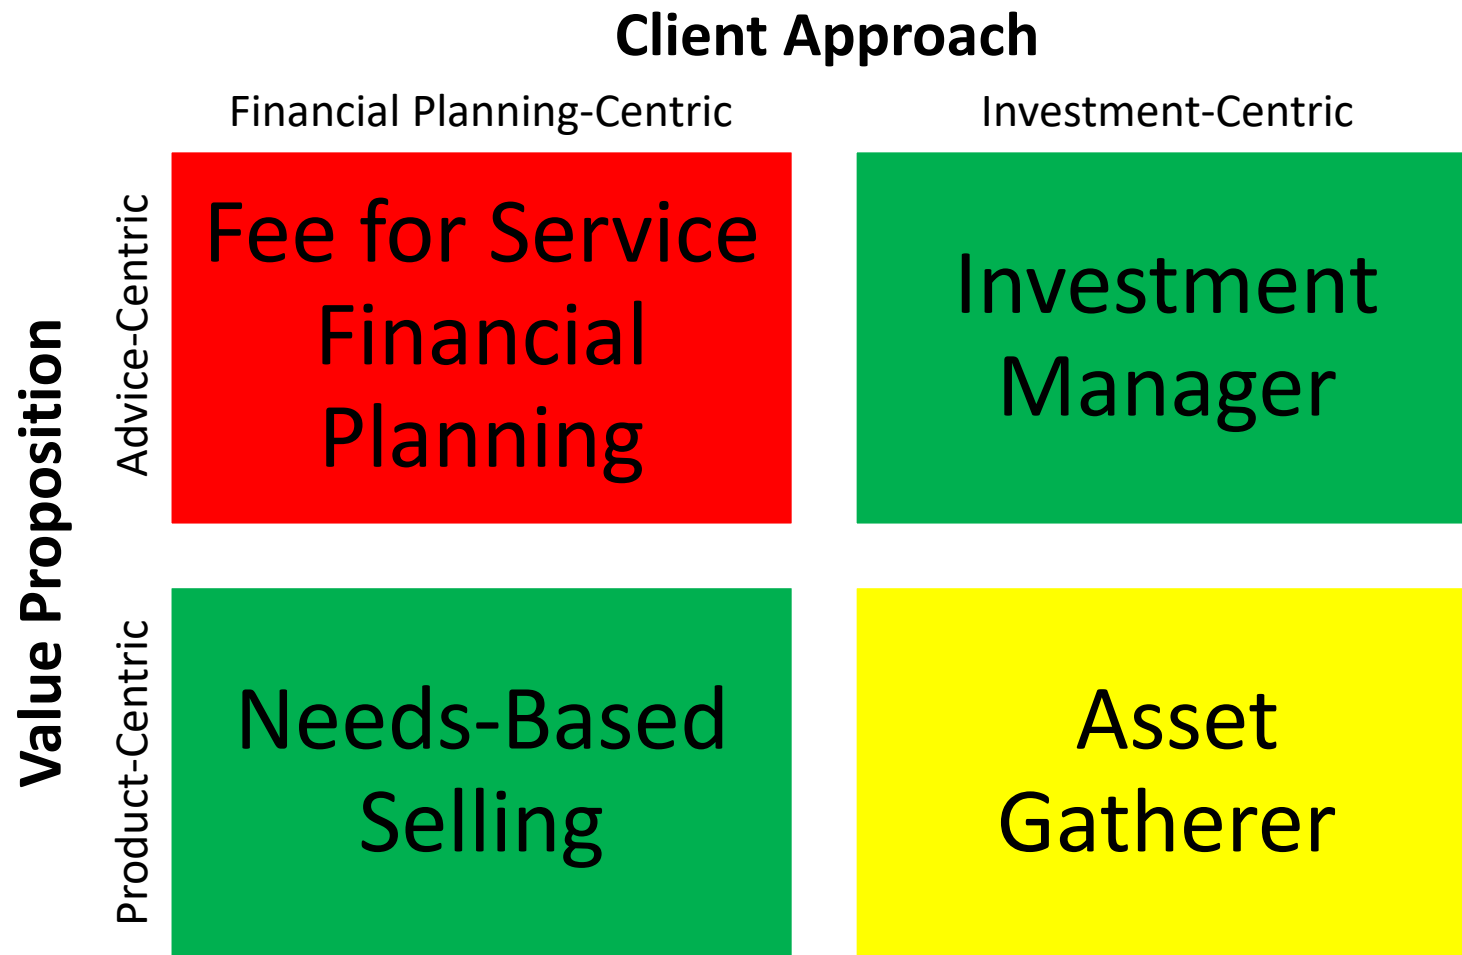 Client Approach
Financial Planning-Centric
Investment-Centric
Value Proposition
Advice-Centric
Fee for Service
Financial
Planning
Investment
Manager
Product-Centric
Needs-Based
Selling
Asset
Gatherer